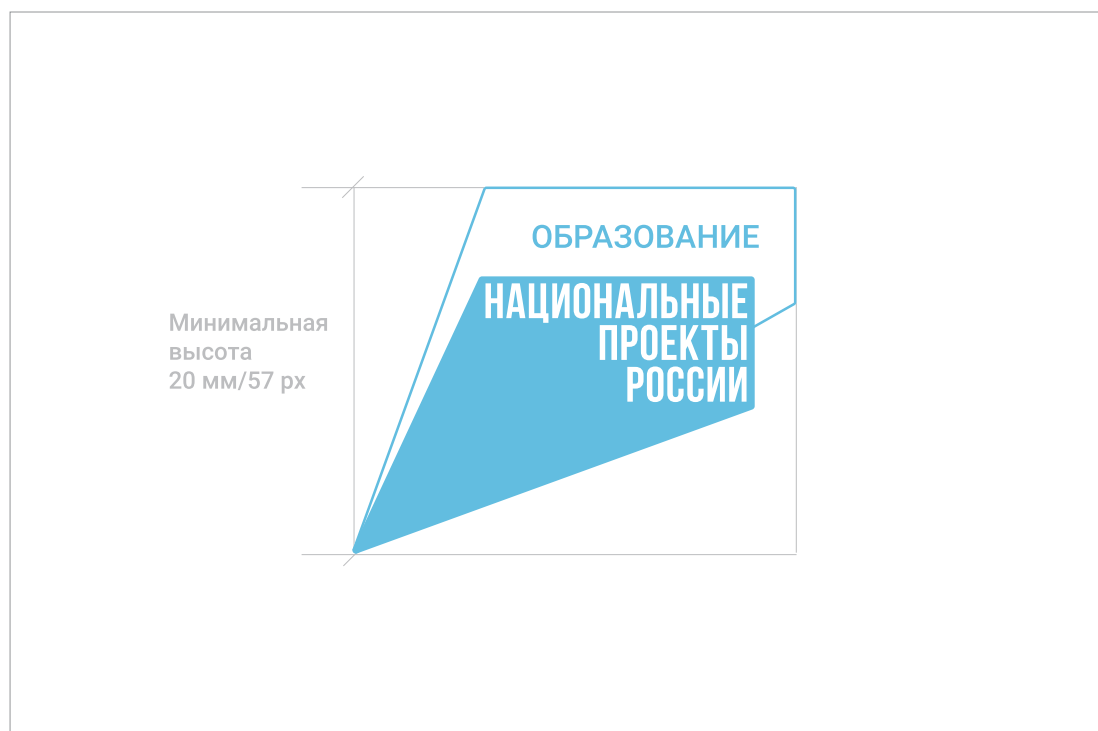 ОБРАЗОВАНИЕ
НАЦИОНАЛЬНЫЕ
ПРОЕКТЫ
РОССИИ
Минимальная
высота
20 мм/57 px